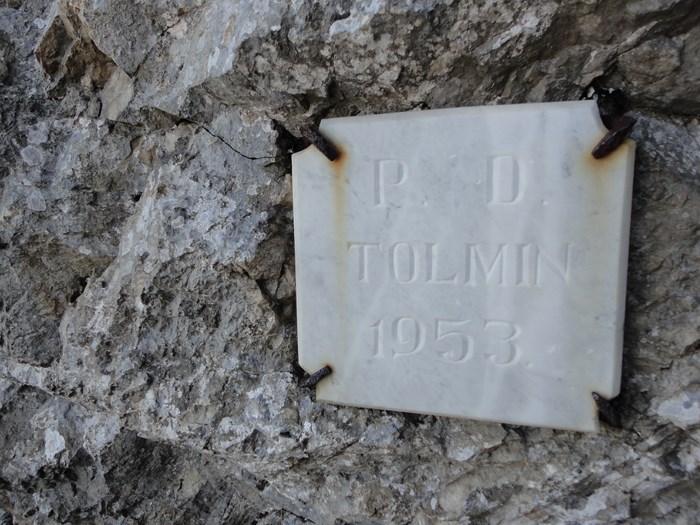 P. D.
TOLMIN
1953.